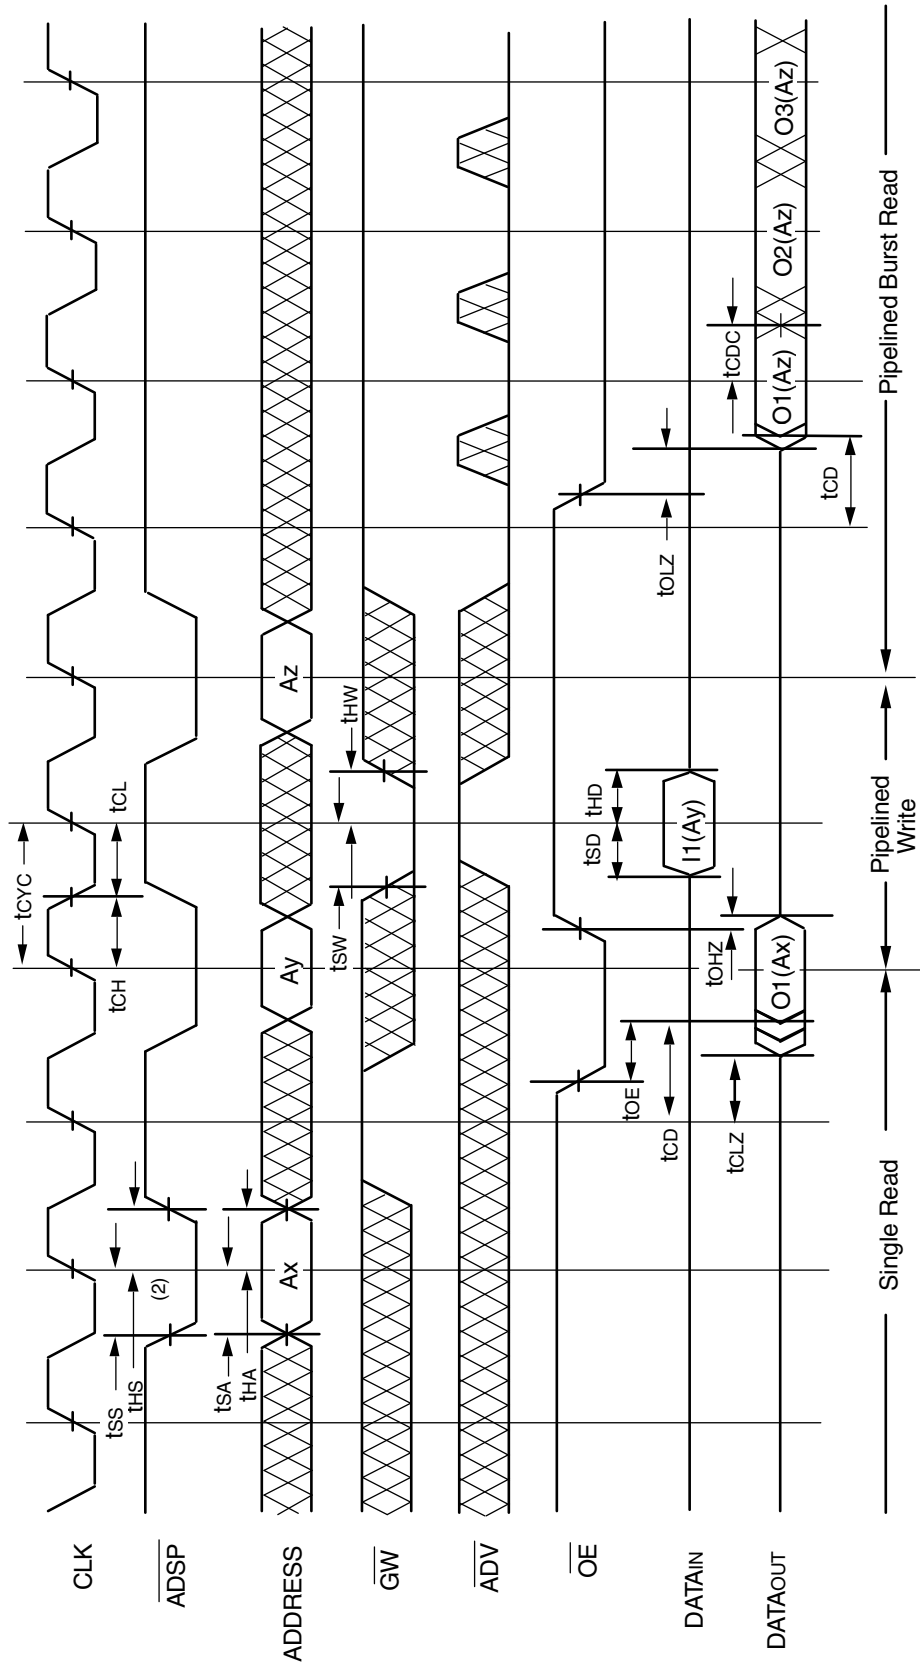 CLK
ADSP
ADDRESS
GW
ADV
OE
DATAIN
DATAOUT
tCYC
tCH
tCL
tSS
tHS
(2)
tSA
tHA
Ax
Ay
Az
tSW
tHW
tOE
tCD
tCLZ
tOHZ
tSD
tHD
I1(Ay)
O1(Ax)
tOLZ
tCD
tCDC
O1(Az)
O2(Az)
O3(Az)
Single Read
Pipelined
Write
Pipelined Burst Read